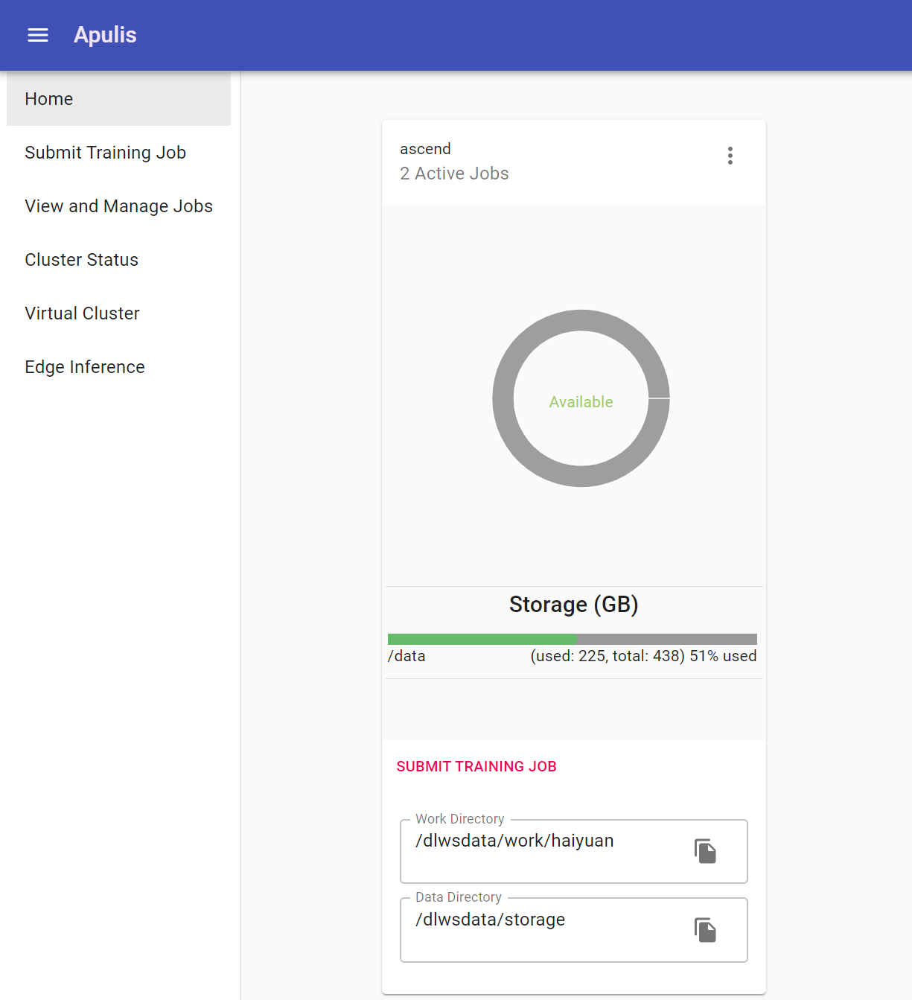 Apulis
Home
Submit Training Job
View and Manage Jobs
Cluster Status
Virtual Cluster
Edge Inference
ascend
2 Active Jobs
Available
Storage (GB)
/data (used: 225, total: 438) 51% used
SUBMIT TRAINING JOB
Work Directory
/dlwsdata/work/haiyuan
Data Directory
/dlwsdata/storage